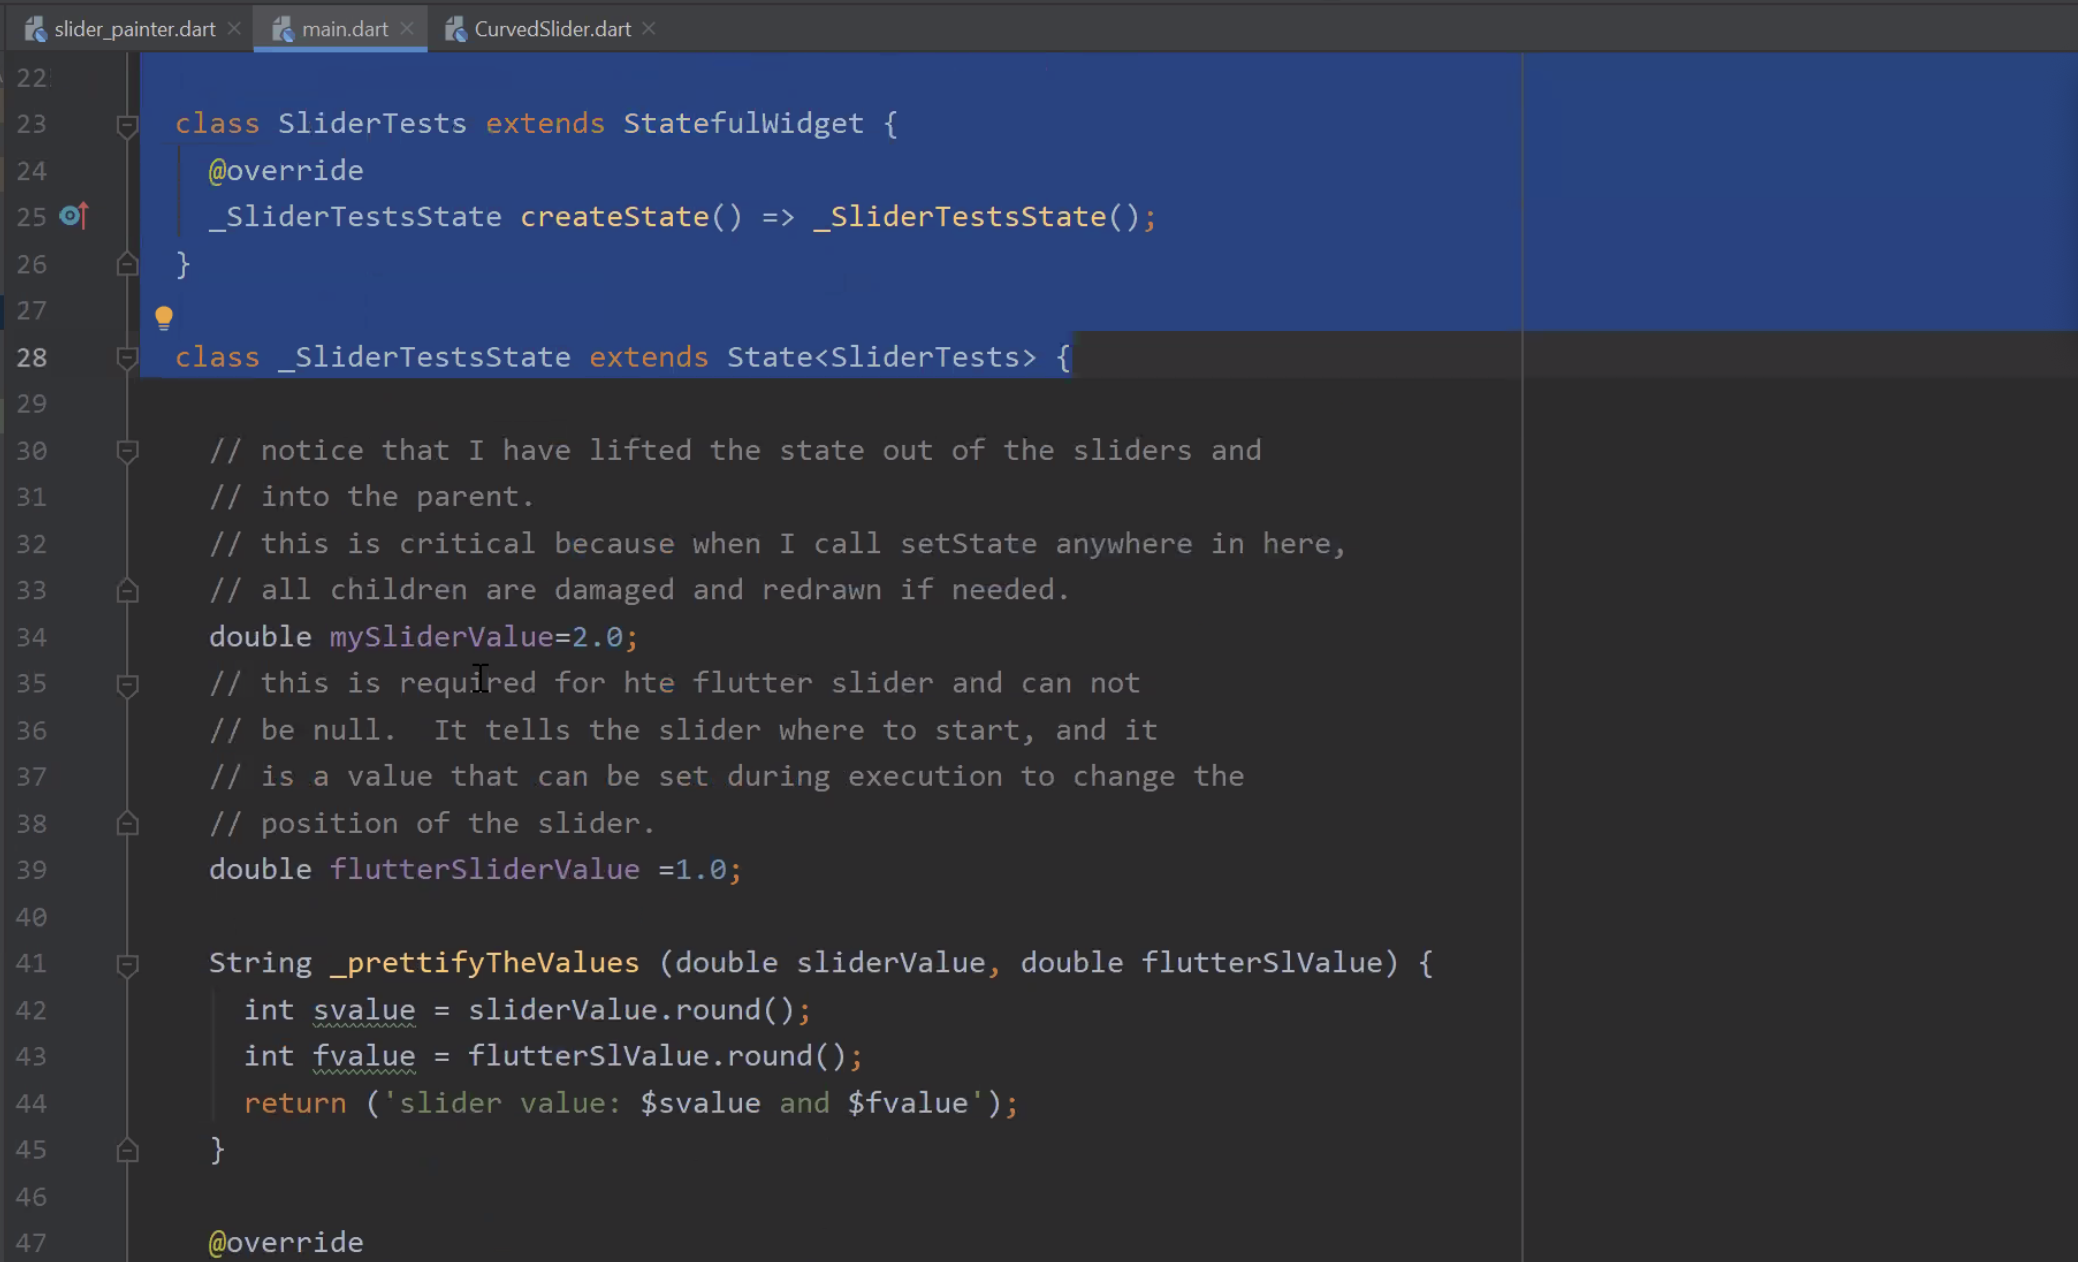 slider_painter.dart main.dart CurvedSlider.dart
22
23 class SliderTests extends StatefulWidget {
24 @override
25 _SliderTestsState createState() => _SliderTestsState();
26 }
27
28 class _SliderTestsState extends State<SliderTests> {
29
30 // notice that I have lifted the state out of the sliders and
31 // into the parent.
32 // this is critical because when I call setState anywhere in here,
33 // all children are damaged and redrawn if needed.
34 double mySliderValue=2.0;
35 // this is required for hte flutter slider and can not
36 // be null.  It tells the slider where to start, and it
37 // is a value that can be set during execution to change the
38 // position of the slider.
39 double flutterSliderValue =1.0;
40
41 String _prettifyTheValues (double sliderValue, double flutterSlValue) {
42 int svalue = sliderValue.round();
43 int fvalue = flutterSlValue.round();
44 return ('slider value: $svalue and $fvalue');
45 }
46
47 @override